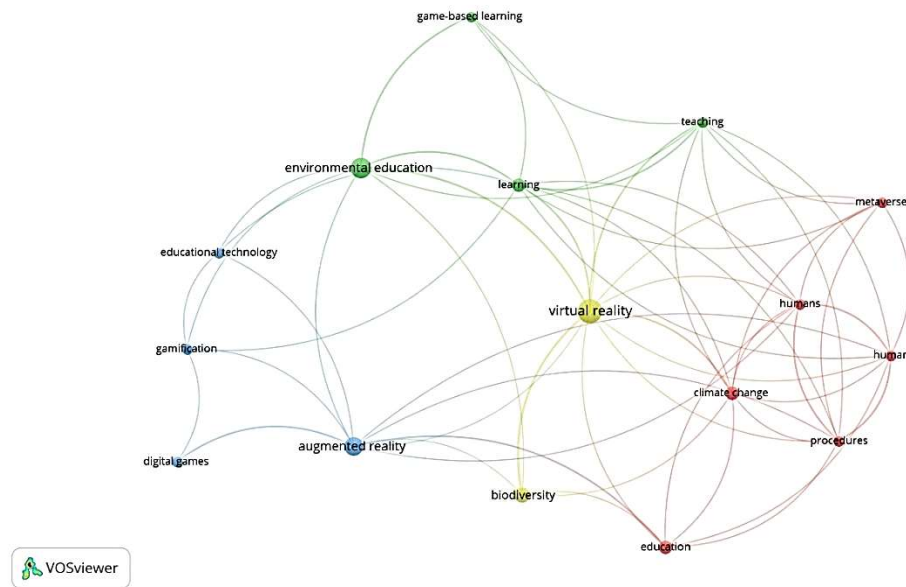 game-based learning
teaching
environmental education
learning
metaverse
educational technology
humans
virtual reality
gamification
human
climate change
procedures
augmented reality
digital games
biodiversity
education
VOSviewer